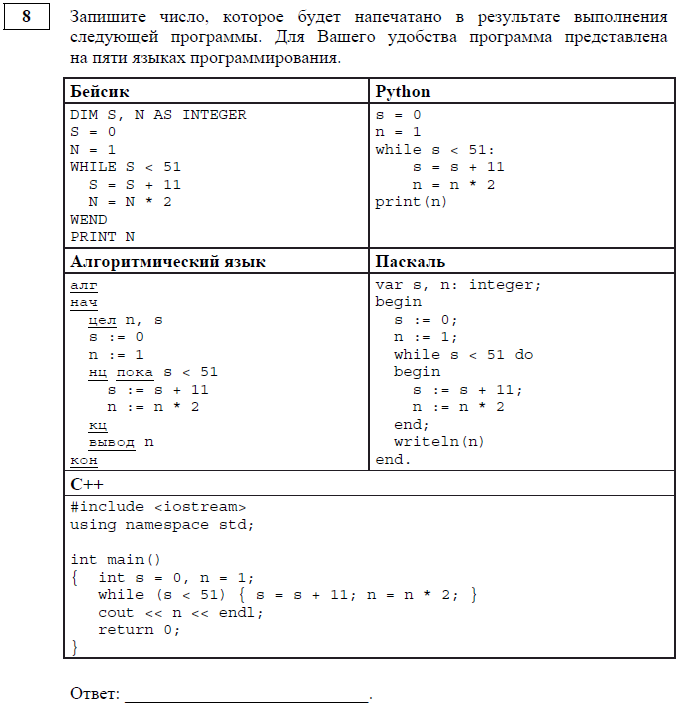 8
Запишите число, которое будет напечатано в результате выполнения
следующей программы. Для Вашего удобства программа представлена
на пяти языках программирования.
Бейсик
DIM S, N AS INTEGER
S = 0
N = 1
WHILE S < 51
  S = S + 11
  N = N * 2
WEND
PRINT N
Python
s = 0
n = 1
while s < 51:
    s = s + 11
    n = n * 2
print(n)
Алгоритмический язык
алг
нач
  цел n, s
  s := 0
  n := 1
  нц пока s < 51
    s := s + 11
    n := n * 2
  кц
  вывод n
кон
Паскаль
var s, n: integer;
begin
  s := 0;
  n := 1;
  while s < 51 do
  begin
    s := s + 11;
    n := n * 2
  end;
  writeln(n)
end.
C++
#include <iostream>
using namespace std;

int main()
{  int s = 0, n = 1;
   while (s < 51) { s = s + 11; n = n * 2; }
   cout << n << endl;
   return 0;
}
Ответ: ___________________________.